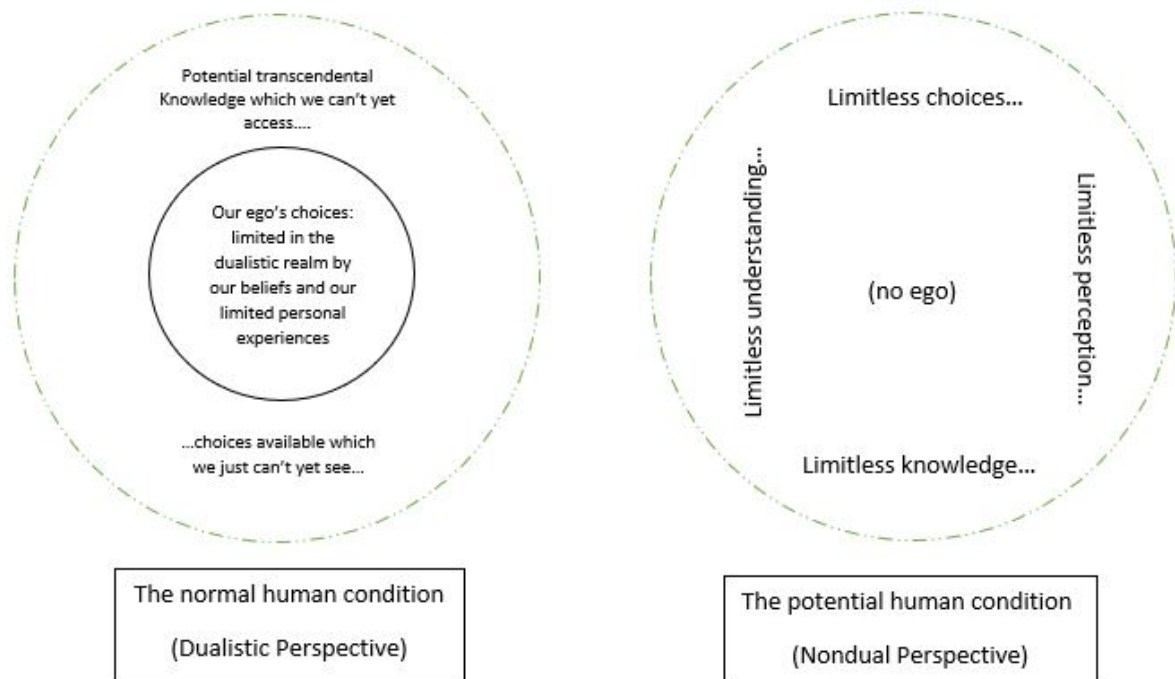 Potential transcendental
Knowledge which we can't yet
access....
Our ego's choices:
limited in the
dualistic realm by
our beliefs and our
limited personal
experiences
...choices available which
we just can't yet see...
The normal human condition
(Dualistic Perspective)
Limitless choices...
Limitless understanding...
(no ego)
Limitless perception...
Limitless knowledge...
The potential human condition
(Nondual Perspective)